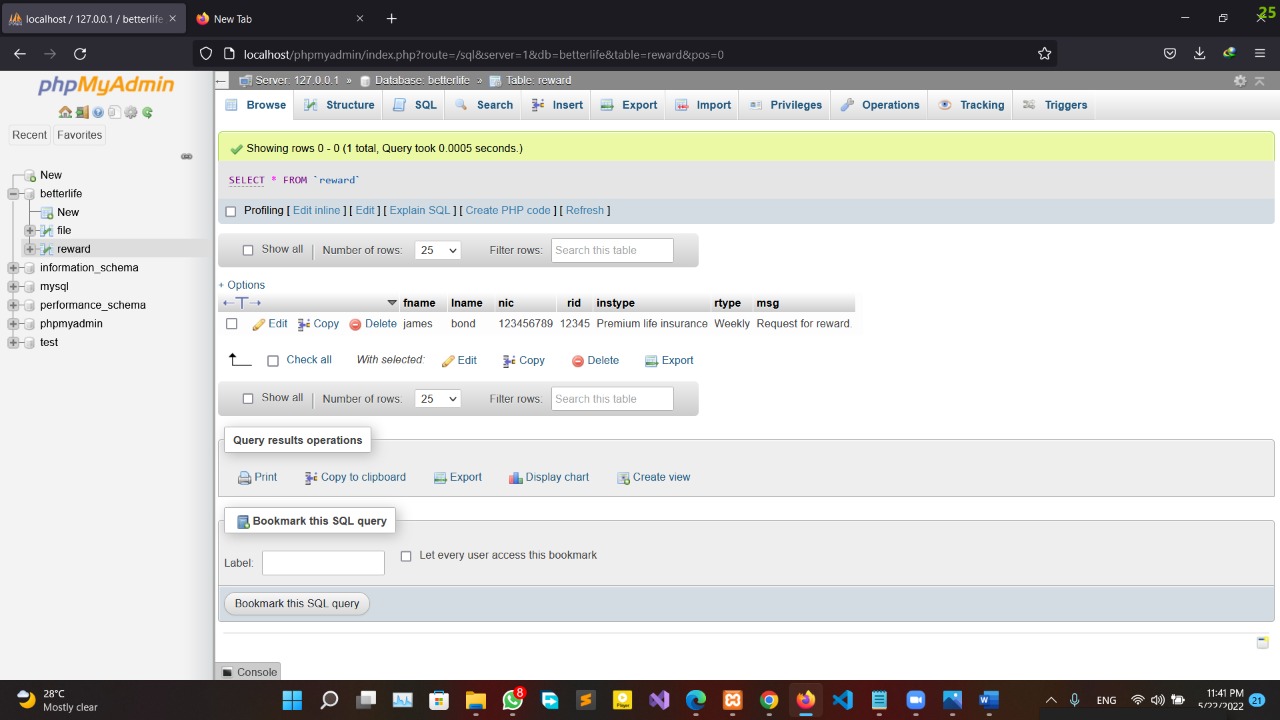 25
localhost / 127.0.0.1 / betterlife
New Tab
localhost/phpmyadmin/index.php?route=/sql&server=1&db=betterlife&table=reward&pos=0
phpMyAdmin
Recent Favorites
New
betterlife
New
file
reward
information_schema
mysql
performance_schema
phpmyadmin
test
Server: 127.0.0.1 » Database: betterlife » Table: reward
Browse Structure SQL Search Insert Export Import Privileges Operations Tracking Triggers
Showing rows 0 - 0 (1 total, Query took 0.0005 seconds.)
SELECT * FROM `reward`
Profiling [ Edit inline ] [ Edit ] [ Explain SQL ] [ Create PHP code ] [ Refresh ]
Show all Number of rows: 25 Filter rows: Search this table
+ Options
←T→ fname lname nic rid instype rtype msg
Edit Copy Delete james bond 123456789 12345 Premium life insurance Weekly Request for reward.
Check all With selected: Edit Copy Delete Export
Show all Number of rows: 25 Filter rows: Search this table
Query results operations
Print Copy to clipboard Export Display chart Create view
Bookmark this SQL query
Label: Let every user access this bookmark
Bookmark this SQL query
Console
28°C
Mostly clear
8
Player
ENG
11:41 PM
5/22/2022
21